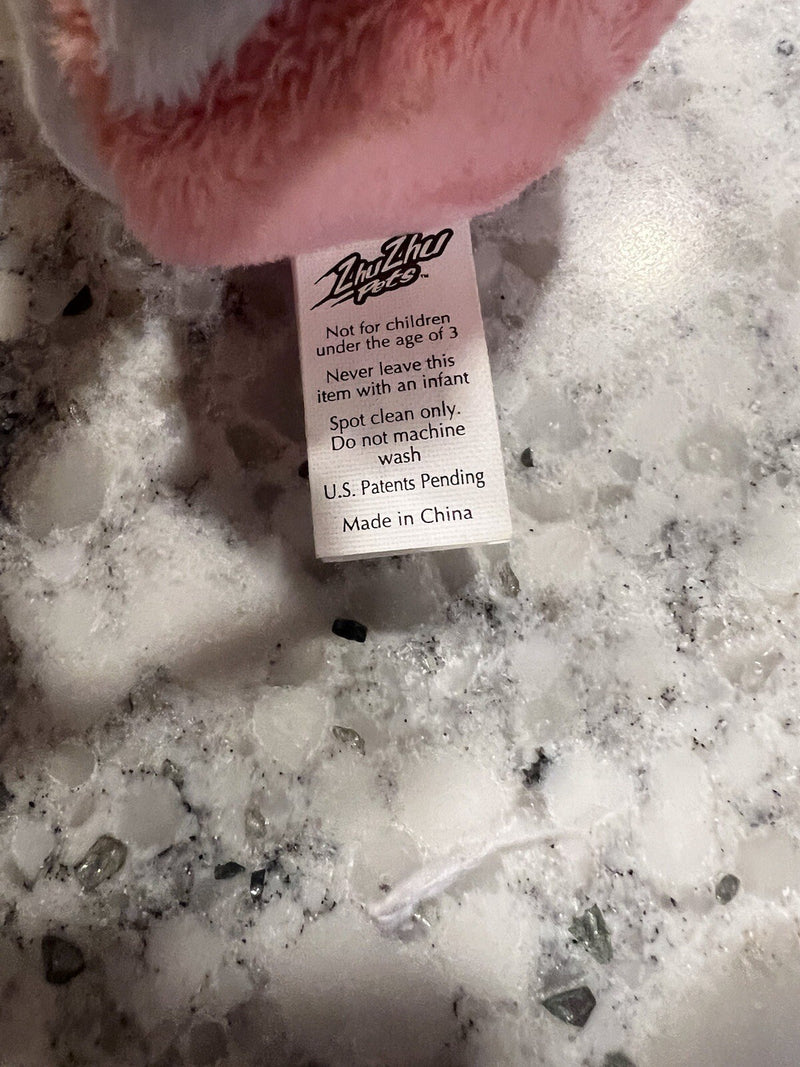 ZhuZhu
Pets™
Not for children
under the age of 3
Never leave this
item with an infant
Spot clean only.
Do not machine
wash
U.S. Patents Pending
Made in China